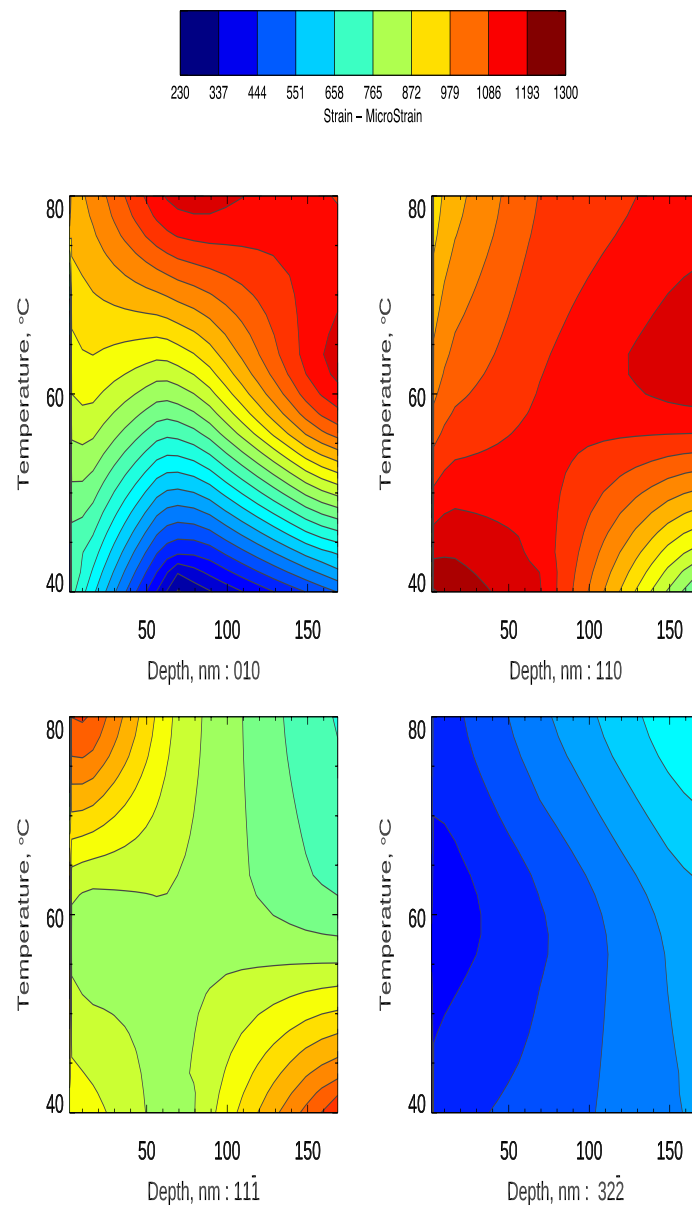 230 337 444 551 658 765 872 979 1086 1193 1300
Strain – MicroStrain
80
60
40
Temperature, °C
50 100 150
Depth, nm : 010
80
60
40
Temperature, °C
50 100 150
Depth, nm : 110
80
60
40
Temperature, °C
50 100 150
Depth, nm : 111̄
80
60
40
Temperature, °C
50 100 150
Depth, nm : 322̄